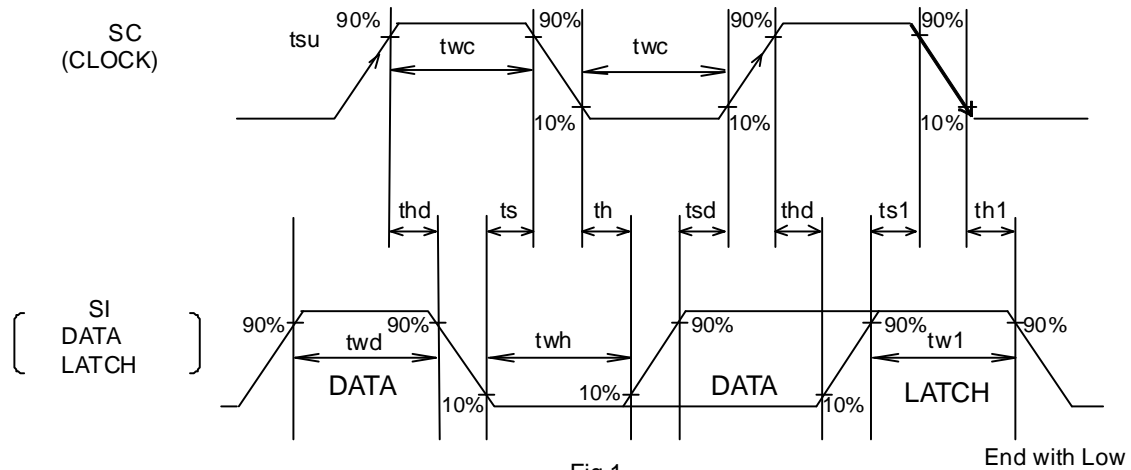 SC
(CLOCK)
tsu
90%
90%
90%
90%
twc
twc
10%
10%
10%
thd
ts
th
tsd
thd
ts1
th1
SI
DATA
LATCH
90%
90%
90%
90%
90%
twd
twh
tw1
DATA
DATA
LATCH
10%
10%
10%
End with Low